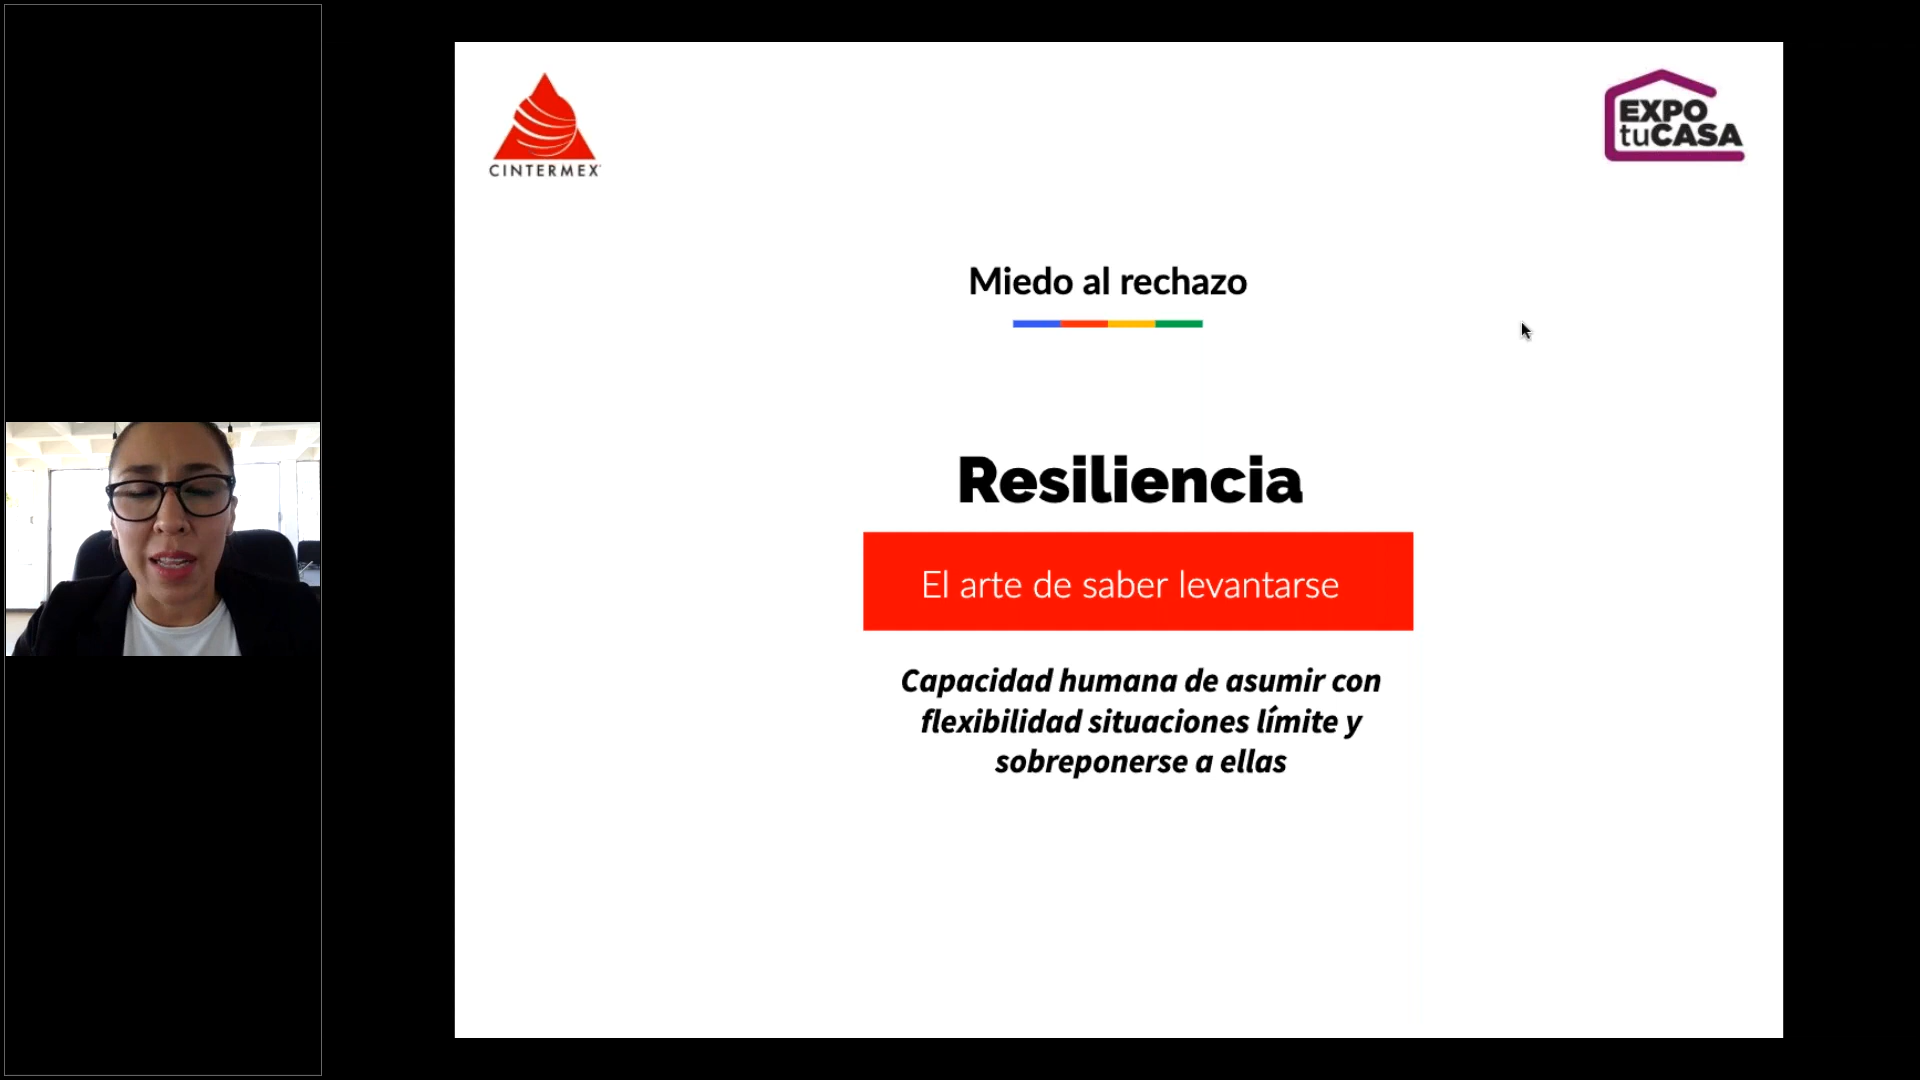 CINTERMEX
EXPO
tuCASA
Miedo al rechazo
Resiliencia
El arte de saber levantarse
Capacidad humana de asumir con
flexibilidad situaciones límite y
sobreponerse a ellas